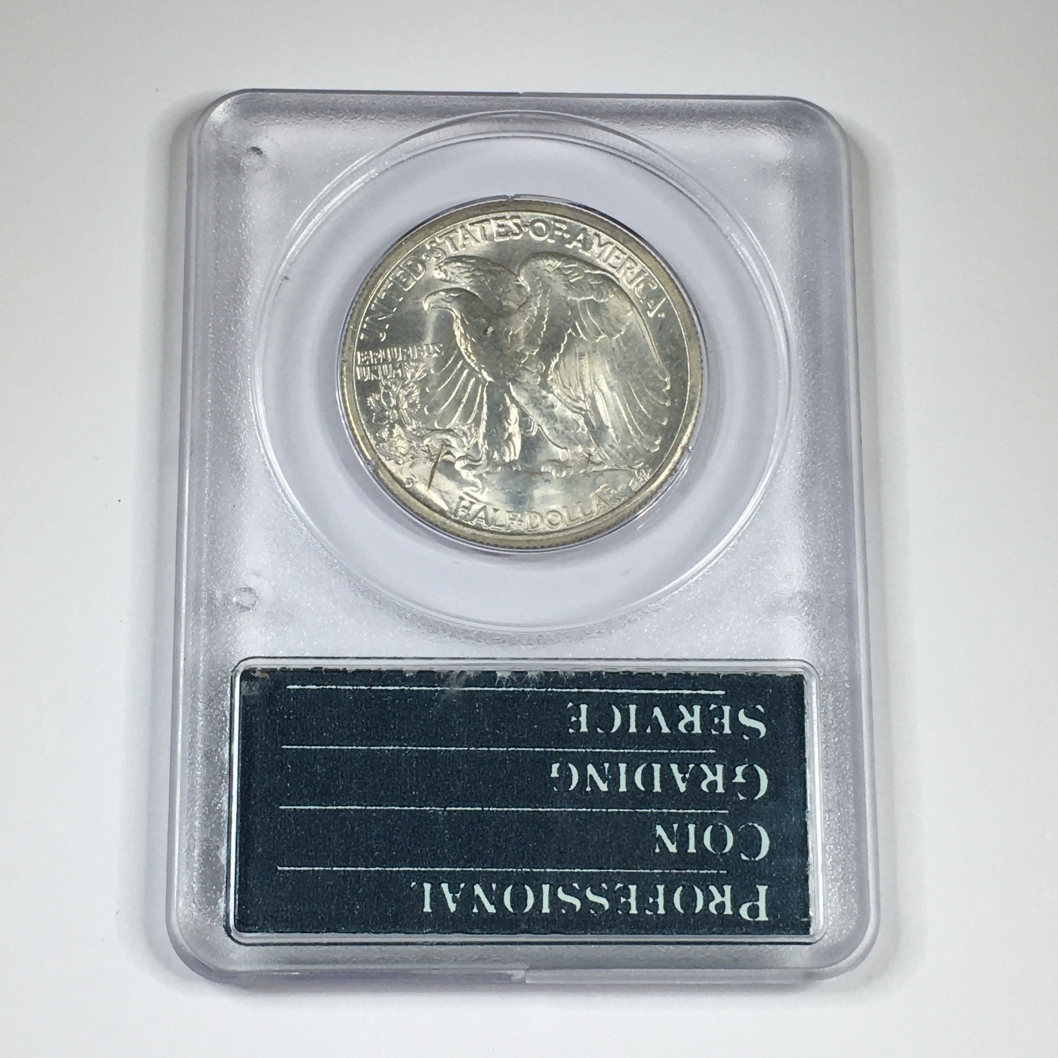 UNITED·STATES·OF·AMERICA
E·PLURIBUS
UNUM
HALF·DOLLAR
PROFESSIONAL
COIN
GRADING
SERVICE